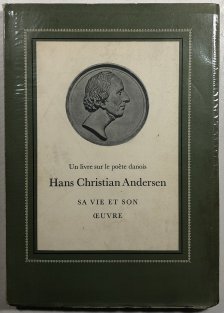 Un livre sur le poète danois
Hans Christian Andersen
SA VIE ET SON
ŒUVRE